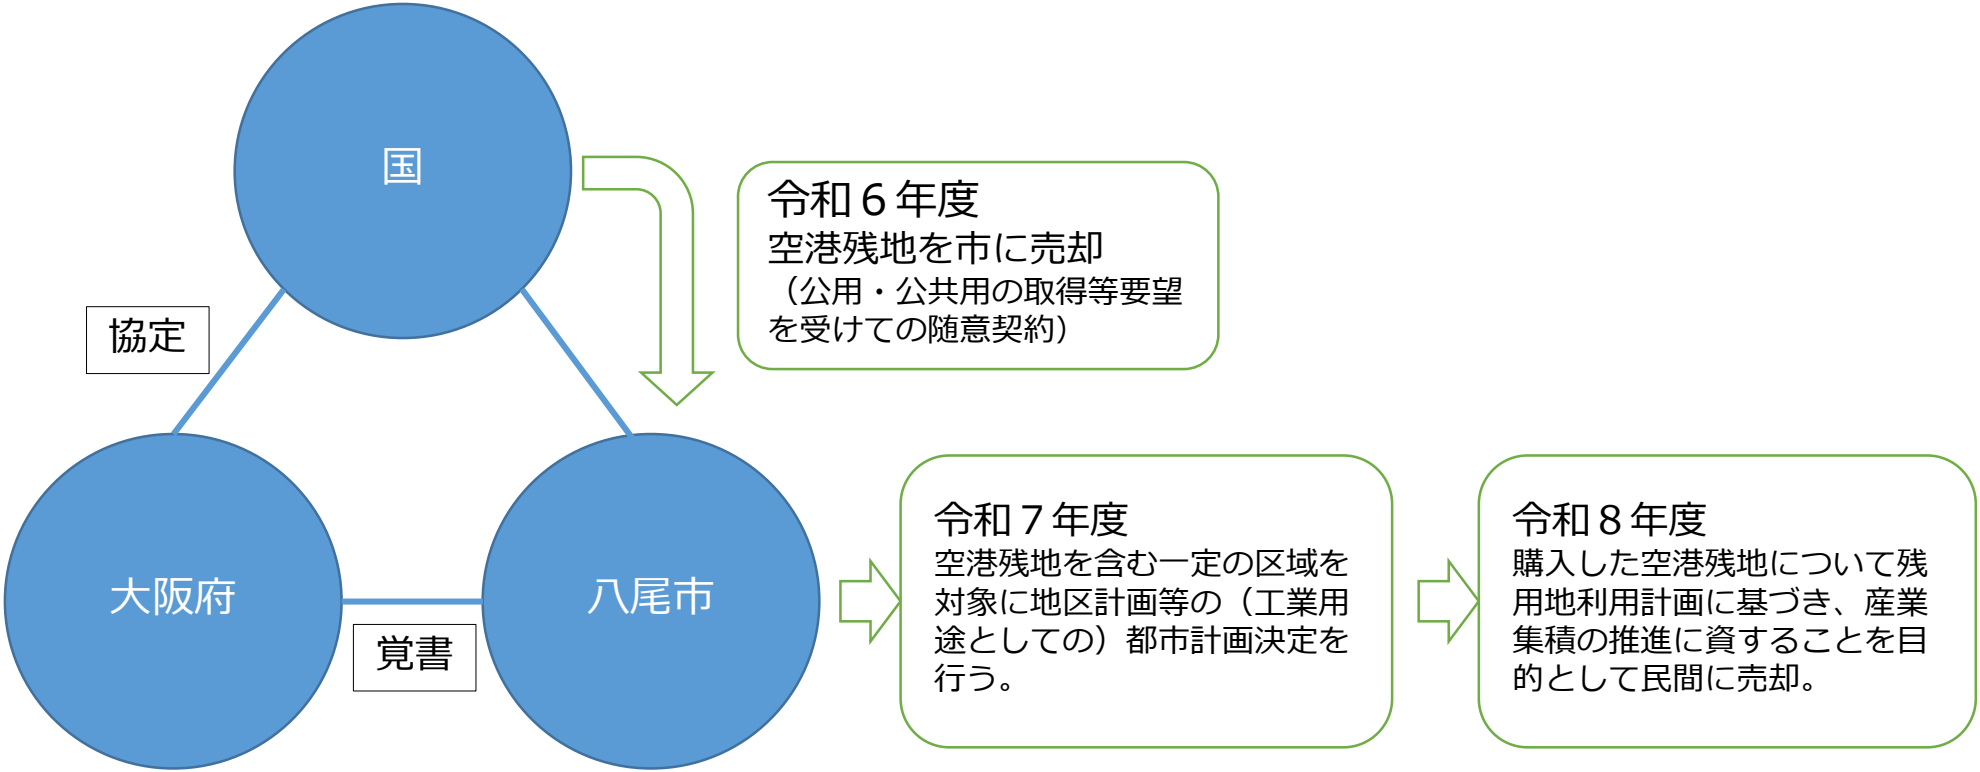 国
令和６年度
空港残地を市に売却
（公用・公共用の取得等要望
を受けての随意契約）
協定
大阪府
八尾市
覚書
令和７年度
空港残地を含む一定の区域を
対象に地区計画等の（工業用
途としての）都市計画決定を
行う。
令和８年度
購入した空港残地について残
用地利用計画に基づき、産業
集積の推進に資することを目
的として民間に売却。